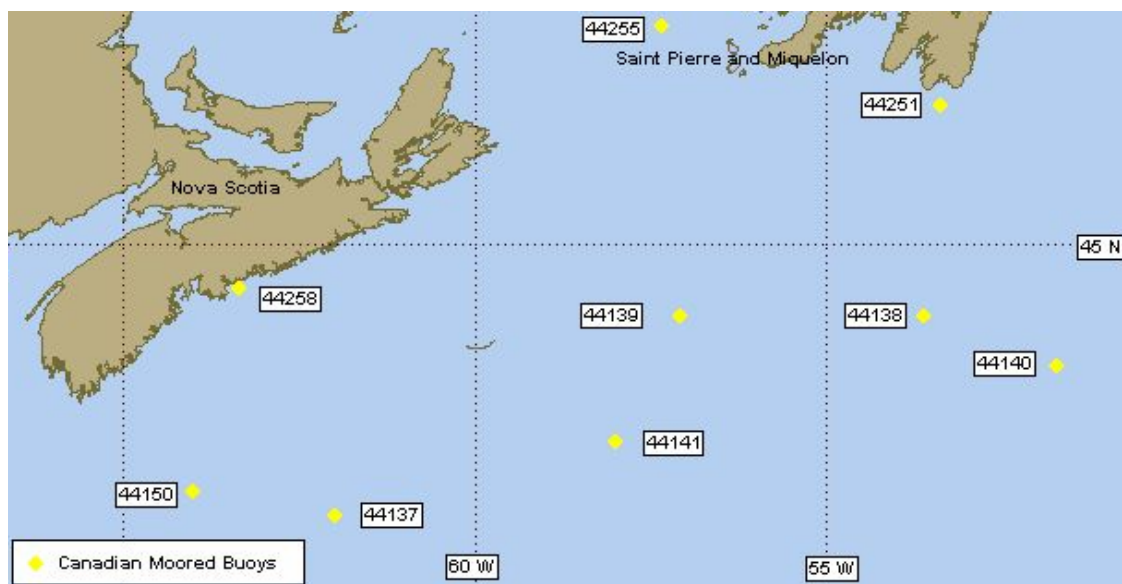 44255
Saint Pierre and Miquelon
44251
Nova Scotia
45 N
44258
44139
44138
44140
44141
44150
44137
Canadian Moored Buoys
60 W
55 W